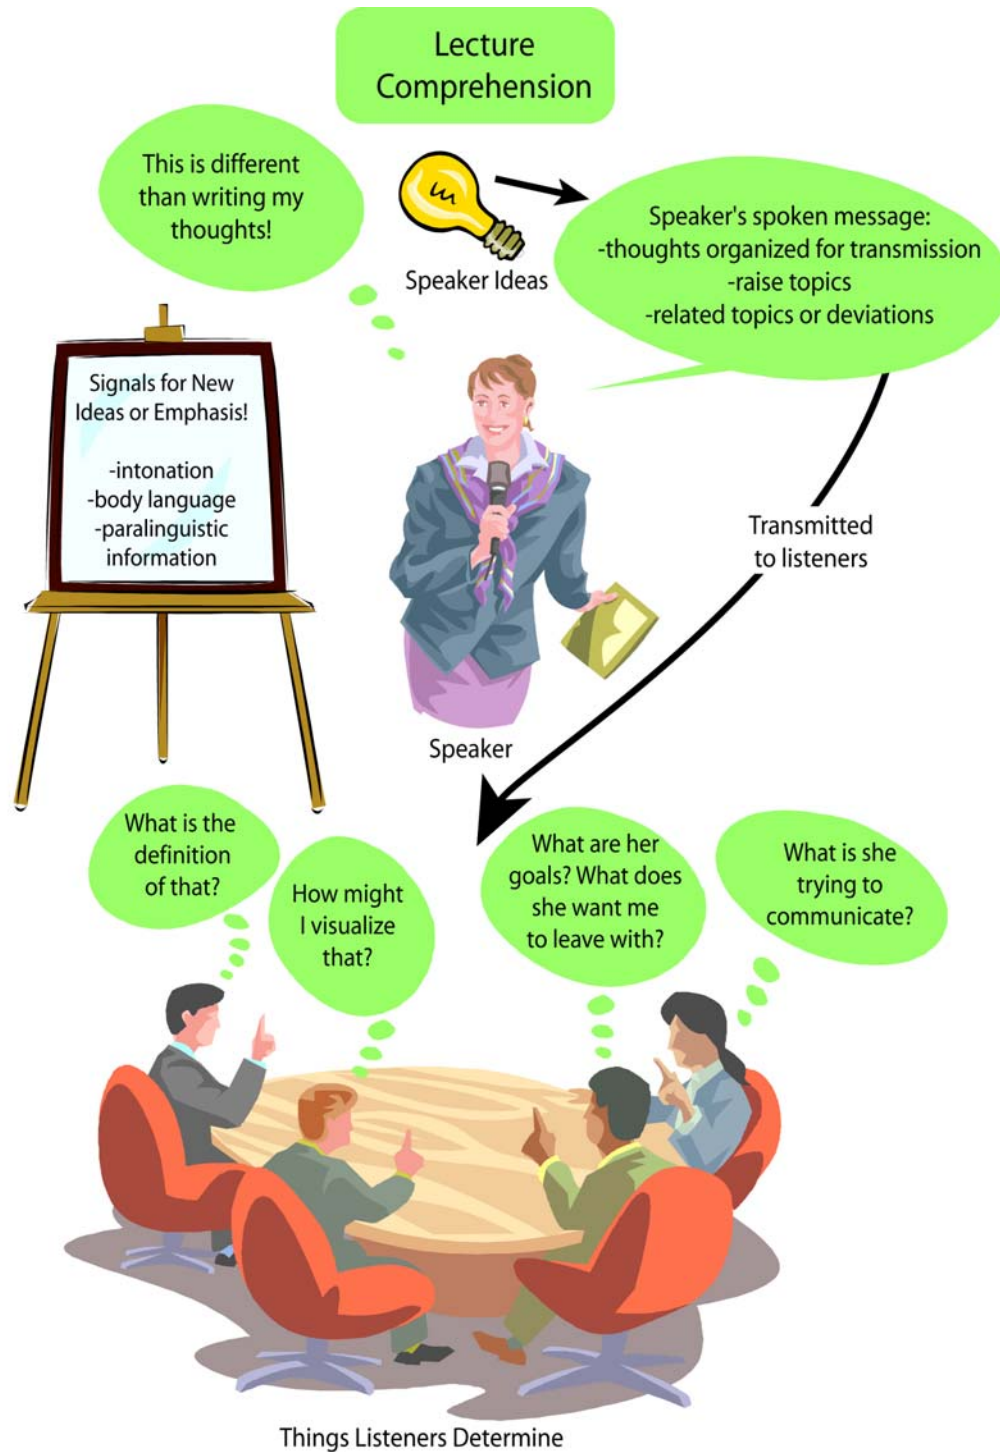 Lecture
Comprehension
This is different
than writing my
thoughts!
Speaker Ideas
Speaker's spoken message:
-thoughts organized for transmission
-raise topics
-related topics or deviations
Signals for New
Ideas or Emphasis!
-intonation
-body language
-paralinguistic
information
Transmitted
to listeners
Speaker
What is the
definition
of that?
How might
I visualize
that?
What are her
goals? What does
she want me
to leave with?
What is she
trying to
communicate?
Things Listeners Determine